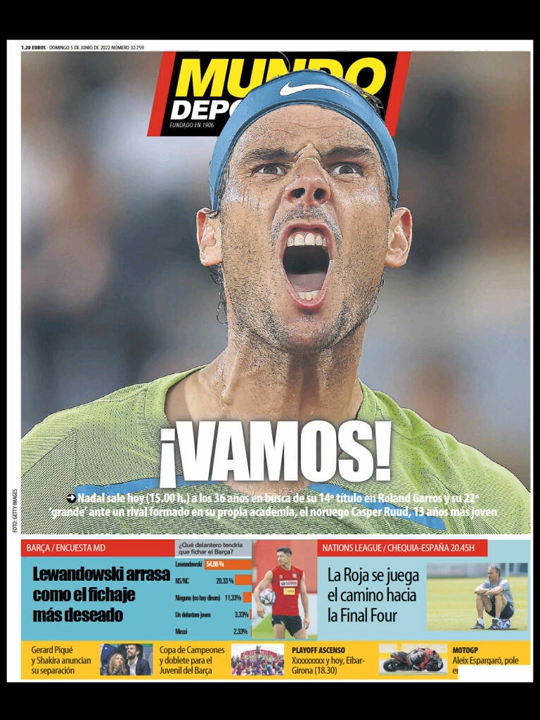 1.20 EUROS - DOMINGO 5 DE JUNIO DE 2022 NÚMERO 32.759
MUNDO
DEPO
FUNDADO EN 1906
¡VAMOS!
Nadal sale hoy (15.00 h.) a los 36 años en busca de su 14º título en Roland Garros y su 22º
'grande' ante un rival formado en su propia academia, el noruego Casper Ruud, 13 años más joven
FOTO: GETTY IMAGES
BARÇA / ENCUESTA MD
Lewandowski arrasa
como el fichaje
más deseado
¿Qué delantero tendría
que fichar el Barça?
Lewandowski 54,00 %
NS/NC 20,33 %
Ninguno (no hay dinero) 11,33%
Un delantero joven 3,33%
Messi 2,33%
NATIONS LEAGUE / CHEQUIA-ESPAÑA 20.45H
La Roja se juega
el camino hacia
la Final Four
Gerard Piqué
y Shakira anuncian
su separación
Copa de Campeones
y doblete para el
Juvenil del Barça
PLAYOFF ASCENSO
Xxxxxxxxx y hoy, Eibar-
Girona (18.30)
MOTOGP
Aleix Espargaró, pole